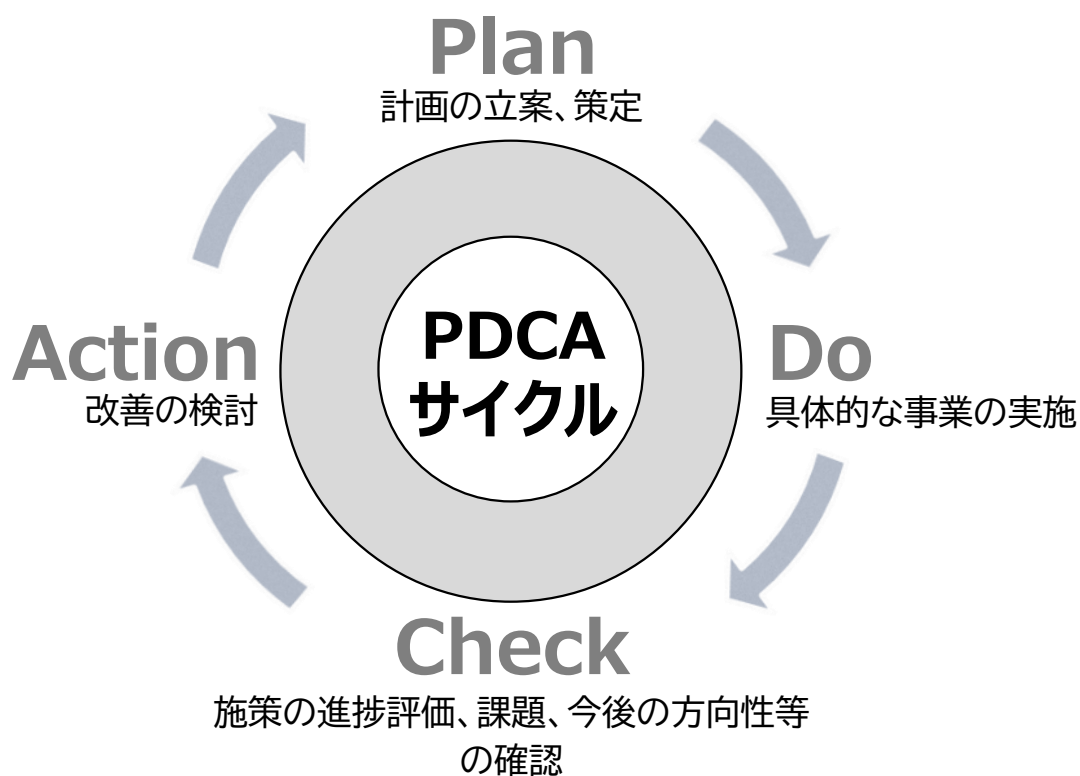 Plan
計画の立案、策定
Action
改善の検討
PDCA
サイクル
Do
具体的な事業の実施
Check
施策の進捗評価、課題、今後の方向性等
の確認